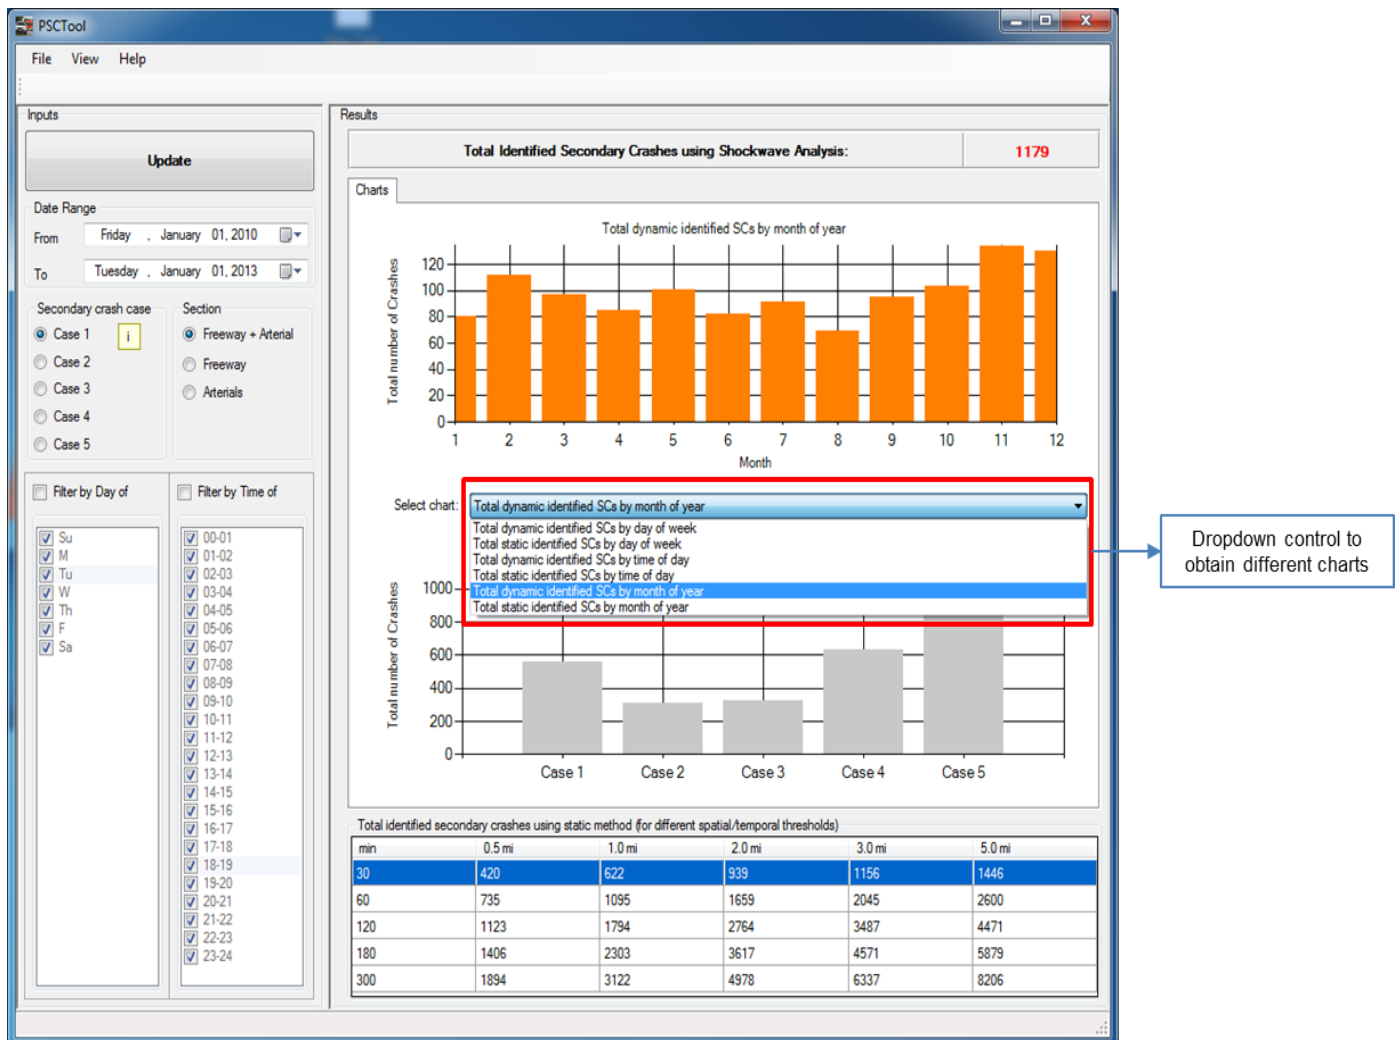 PSCTool
File View Help
Inputs
Update
Date Range
From Friday , January 01, 2010
To Tuesday , January 01, 2013
Secondary crash case
Case 1 i
Case 2
Case 3
Case 4
Case 5
Section
Freeway + Arterial
Freeway
Arterials
Filter by Day of
Su
M
Tu
W
Th
F
Sa
Filter by Time of
00-01
01-02
02-03
03-04
04-05
05-06
06-07
07-08
08-09
09-10
10-11
11-12
12-13
13-14
14-15
15-16
16-17
17-18
18-19
19-20
20-21
21-22
22-23
23-24
Results
Total Identified Secondary Crashes using Shockwave Analysis: 1179
Charts
Total dynamic identified SCs by month of year
Total number of Crashes
120
100
80
60
40
20
0
1 2 3 4 5 6 7 8 9 10 11 12
Month
Select chart: Total dynamic identified SCs by month of year
Total dynamic identified SCs by day of week
Total static identified SCs by day of week
Total dynamic identified SCs by time of day
Total static identified SCs by time of day
Total dynamic identified SCs by month of year
Total static identified SCs by month of year
Total number of Crashes
1000
800
600
400
200
0
Case 1 Case 2 Case 3 Case 4 Case 5
Total identified secondary crashes using static method (for different spatial/temporal thresholds)
min 0.5 mi 1.0 mi 2.0 mi 3.0 mi 5.0 mi
30 420 622 939 1156 1446
60 735 1095 1659 2045 2600
120 1123 1794 2764 3487 4471
180 1406 2303 3617 4571 5879
300 1894 3122 4978 6337 8206
Dropdown control to
obtain different charts